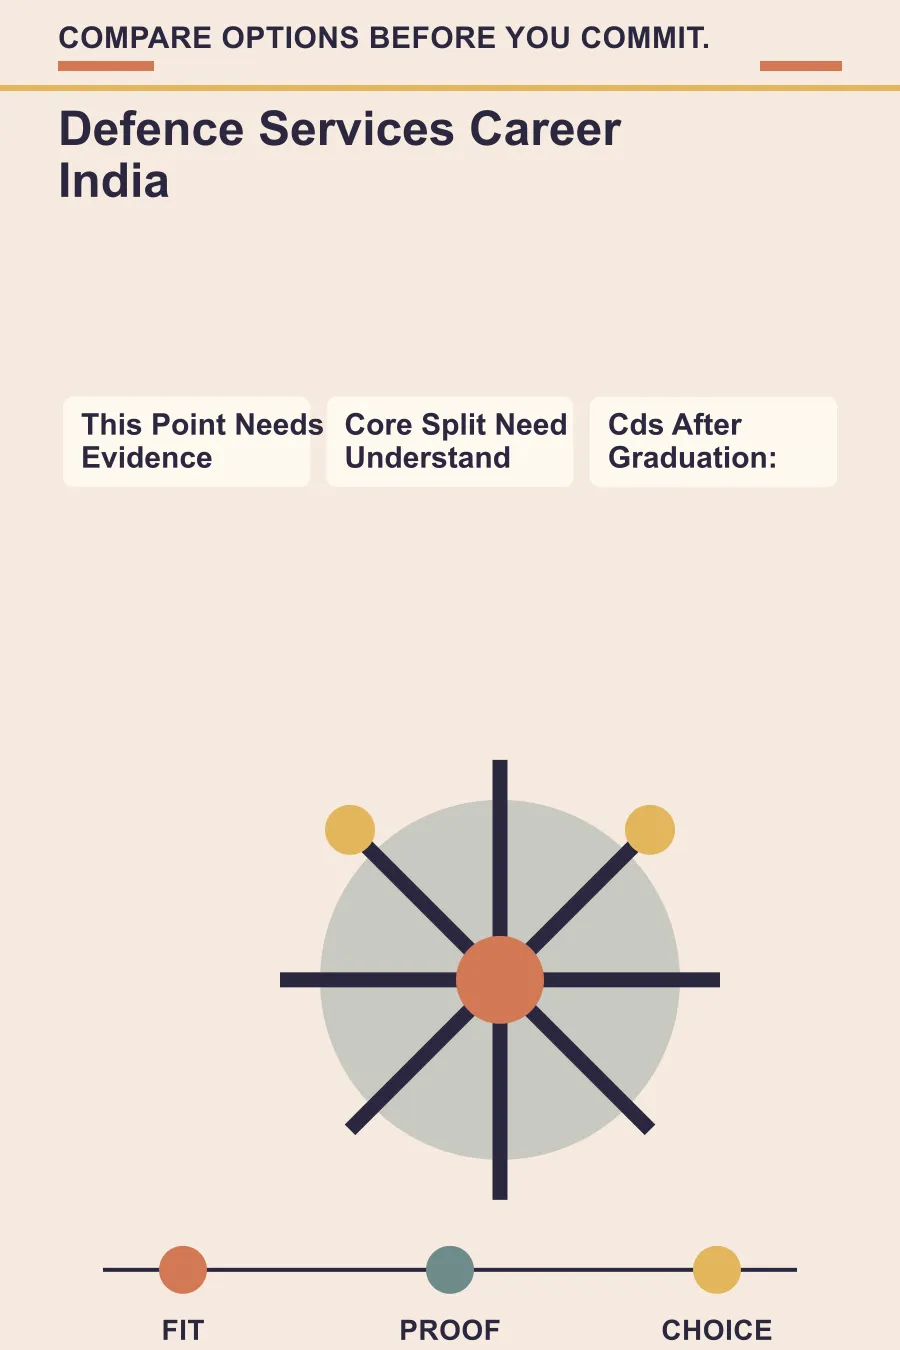 COMPARE OPTIONS BEFORE YOU COMMIT.
Defence Services Career
India
This Point Needs
Evidence
Core Split Need
Understand
Cds After
Graduation:
FIT
PROOF
CHOICE